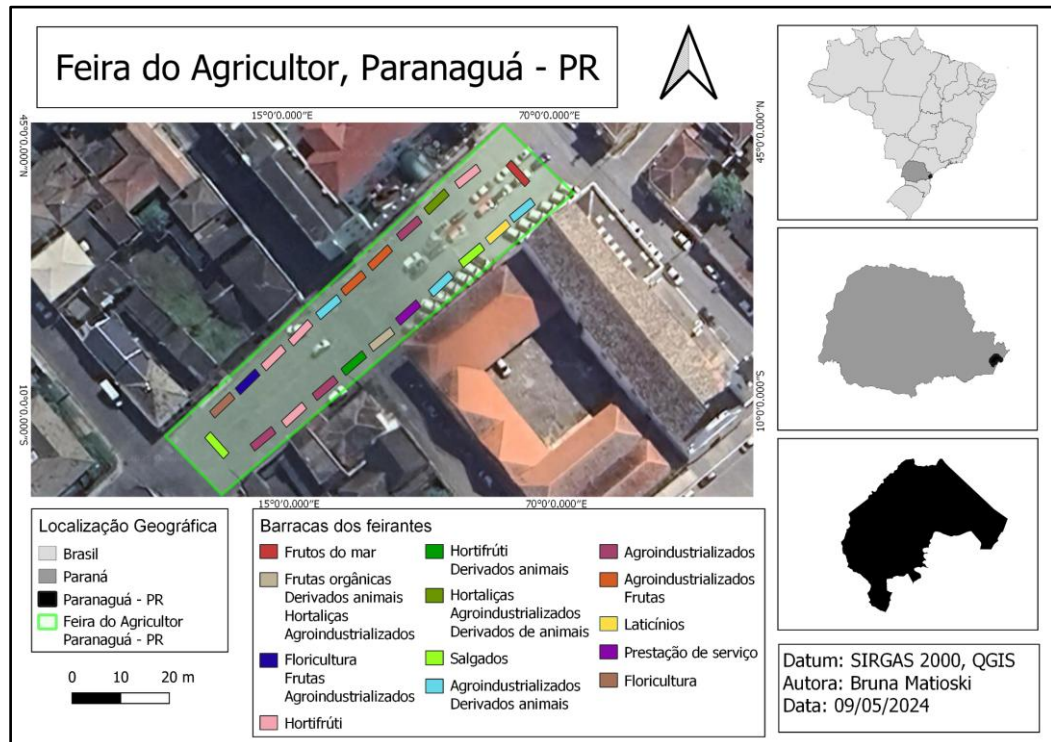 Feira do Agricultor, Paranaguá - PR
15°0'0.000"E
70°0'0.000"E
45°0'0.000"N
45°0'0.000"N
10°0'0.000"S
10°0'0.000"S
15°0'0.000"E
70°0'0.000"E
Localização Geográfica
Brasil
Paraná
Paranaguá - PR
Feira do Agricultor
Paranaguá - PR
0 10 20 m
Barracas dos feirantes
Frutos do mar
Frutas orgânicas
Derivados animais
Hortaliças
Agroindustrializados
Floricultura
Frutas
Agroindustrializados
Hortifrúti
Hortifrúti
Derivados animais
Hortaliças
Agroindustrializados
Derivados de animais
Salgados
Agroindustrializados
Derivados animais
Agroindustrializados
Agroindustrializados
Frutas
Laticínios
Prestação de serviço
Floricultura
Datum: SIRGAS 2000, QGIS
Autora: Bruna Matioski
Data: 09/05/2024